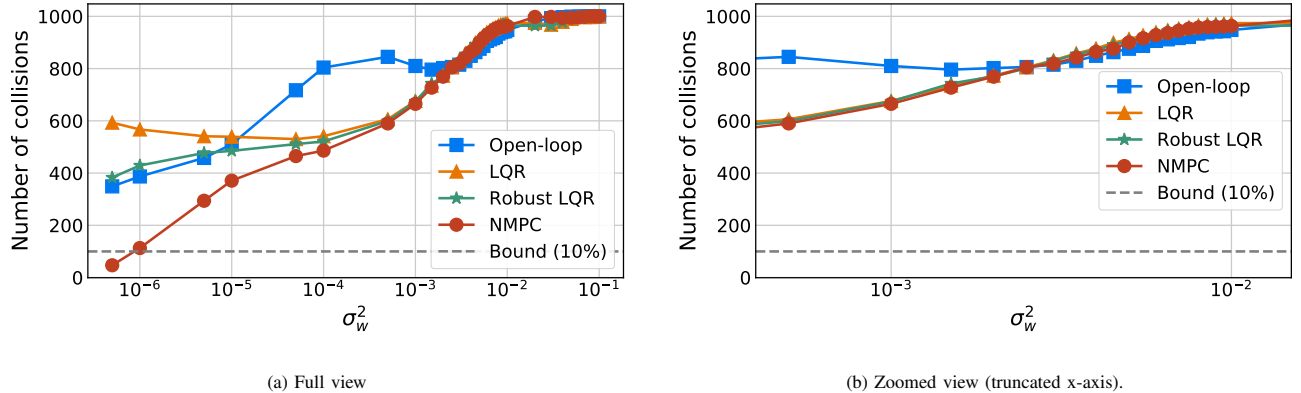 Number of collisions
1000
800
600
400
200
0
10⁻⁶
10⁻⁵
10⁻⁴
10⁻³
10⁻²
10⁻¹
σ_w^2
Open-loop
LQR
Robust LQR
NMPC
Bound (10%)
(a) Full view
Number of collisions
1000
800
600
400
200
0
10⁻³
10⁻²
σ_w^2
Open-loop
LQR
Robust LQR
NMPC
Bound (10%)
(b) Zoomed view (truncated x-axis).